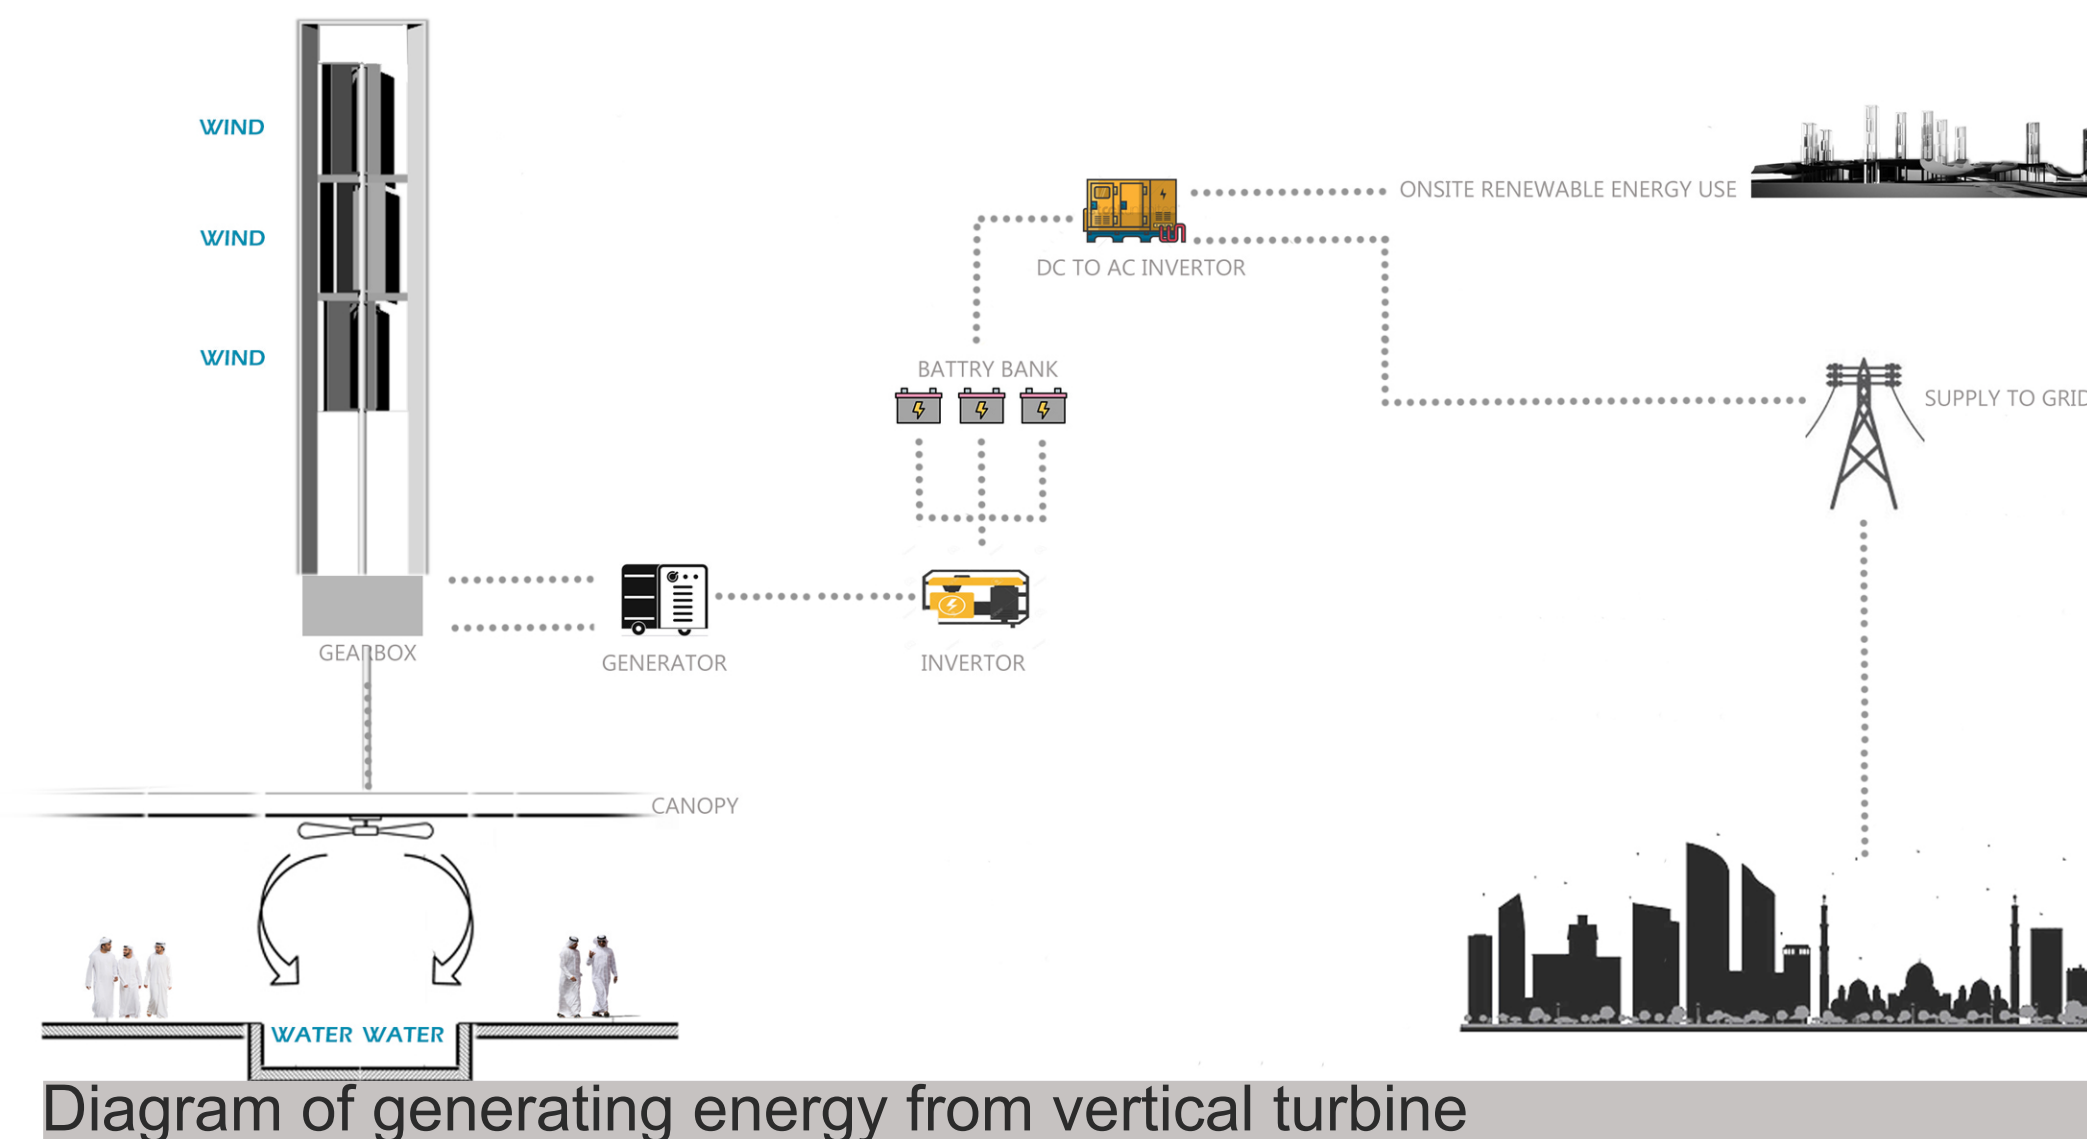 WIND
WIND
WIND
ONSITE RENEWABLE ENERGY USE
DC TO AC INVERTOR
BATTRY BANK
SUPPLY TO GRID
GEARBOX
GENERATOR
INVERTOR
CANOPY
WATER WATER
Diagram of generating energy from vertical turbine